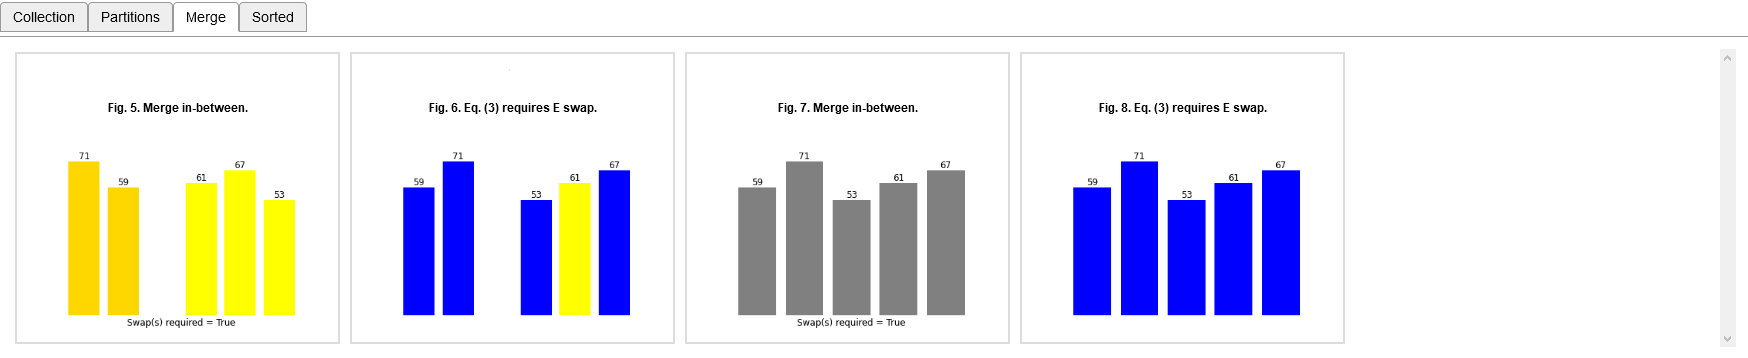 Collection Partitions Merge Sorted
Fig. 5. Merge in-between.
71
59
61
67
53
Swap(s) required = True
Fig. 6. Eq. (3) requires E swap.
59
71
53
61
67
Fig. 7. Merge in-between.
59
71
53
61
67
Swap(s) required = True
Fig. 8. Eq. (3) requires E swap.
59
71
53
61
67